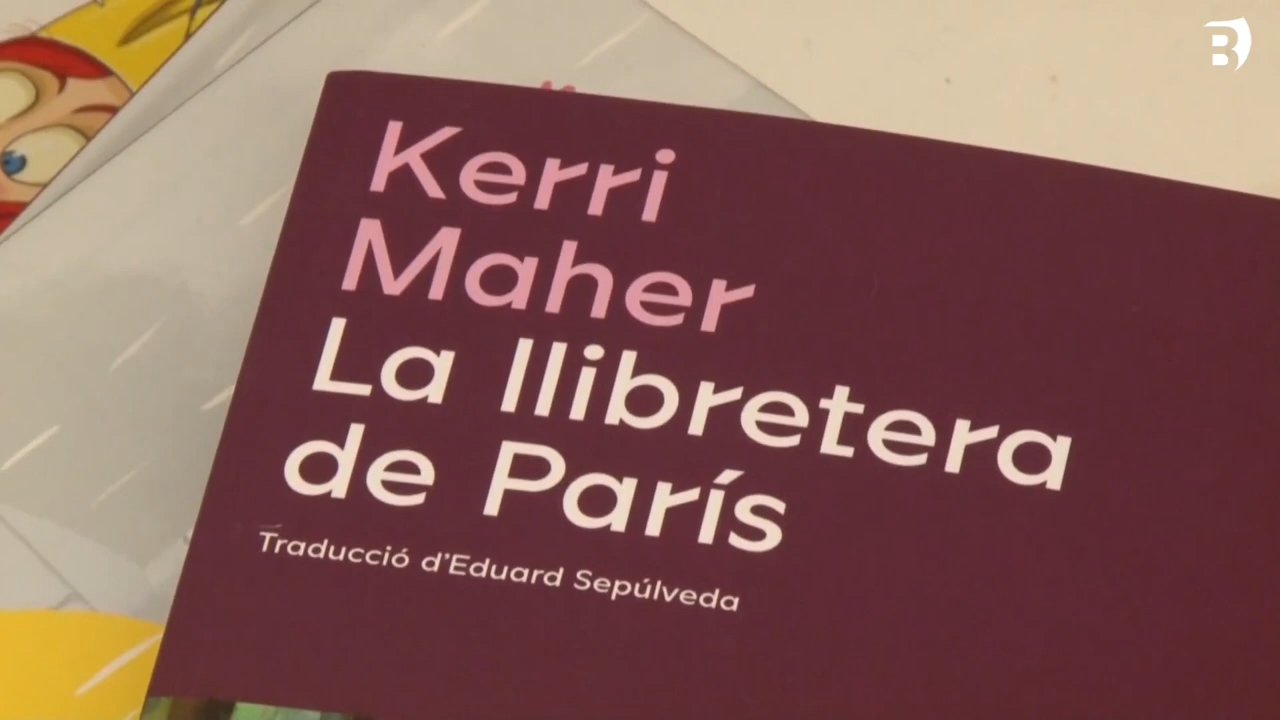 Kerri
Maher
La llibretera
de París
Traducció d'Eduard Sepúlveda
B